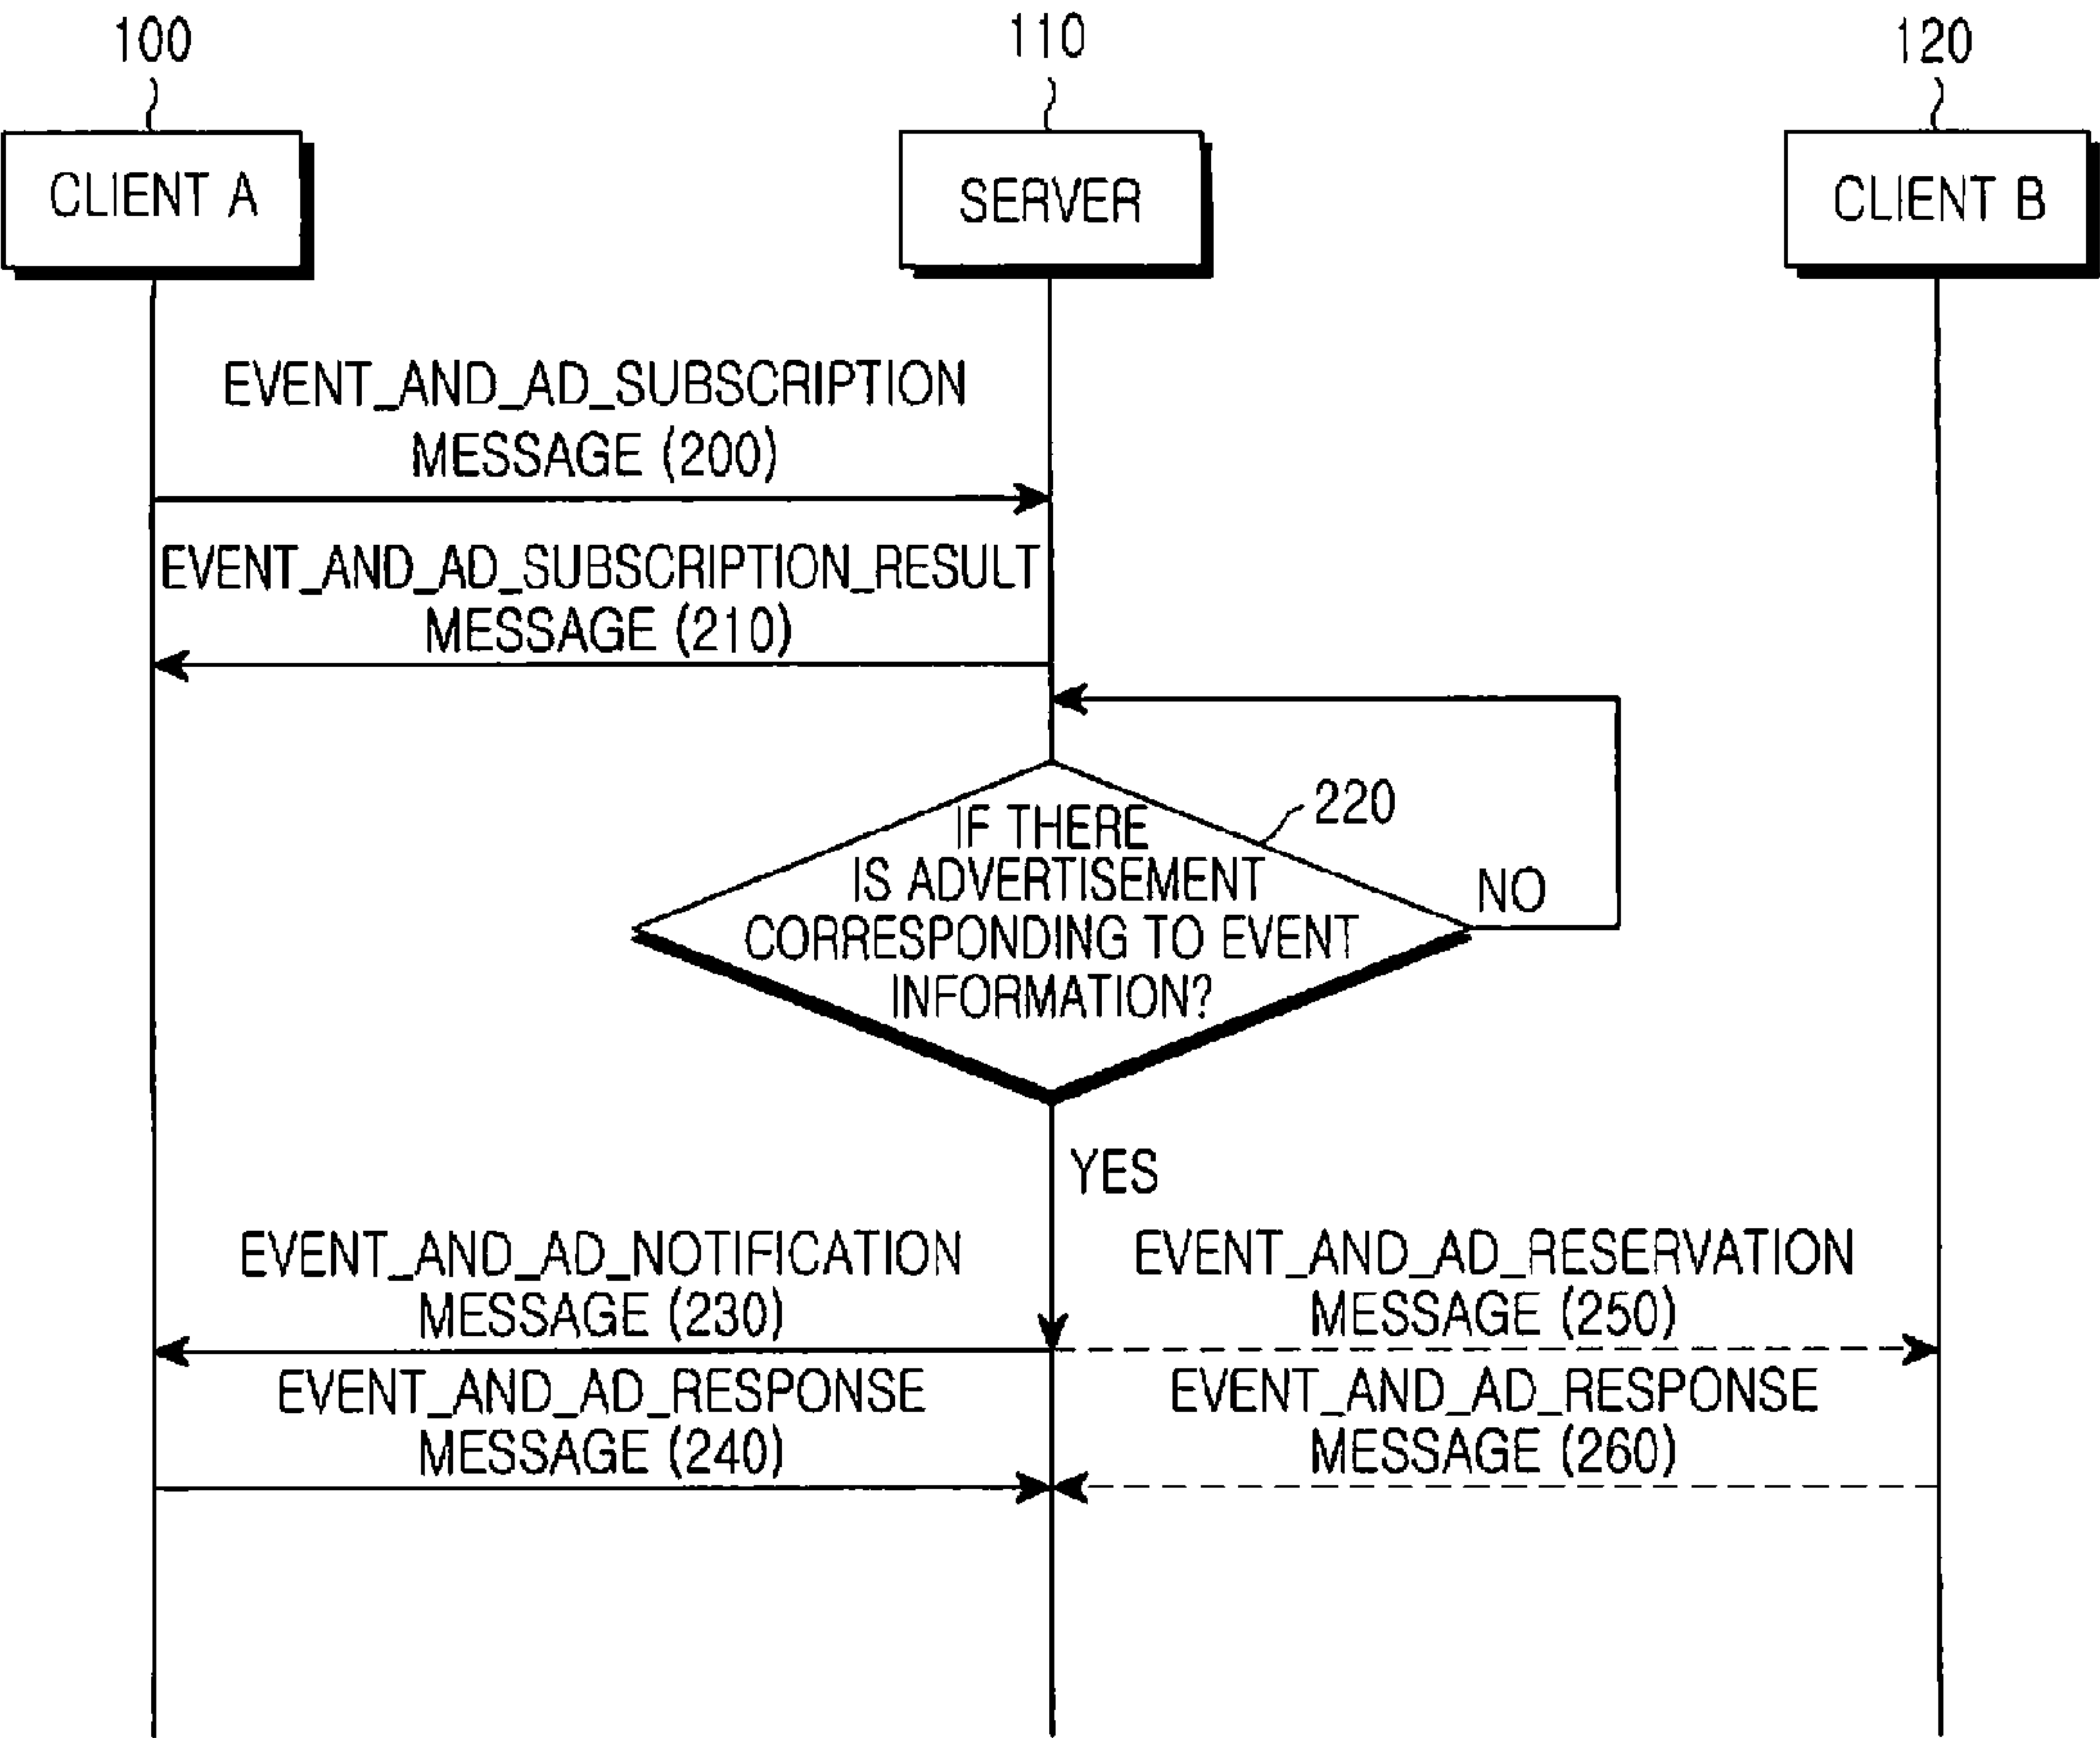 100
110
120
CLIENT A
SERVER
CLIENT B
EVENT_AND_AD_SUBSCRIPTION
MESSAGE (200)
EVENT_AND_AD_SUBSCRIPTION_RESULT
MESSAGE (210)
220
IF THERE
IS ADVERTISEMENT
CORRESPONDING TO EVENT
INFORMATION?
NO
YES
EVENT_AND_AD_NOTIFICATION
MESSAGE (230)
EVENT_AND_AD_RESERVATION
MESSAGE (250)
EVENT_AND_AD_RESPONSE
MESSAGE (240)
EVENT_AND_AD_RESPONSE
MESSAGE (260)